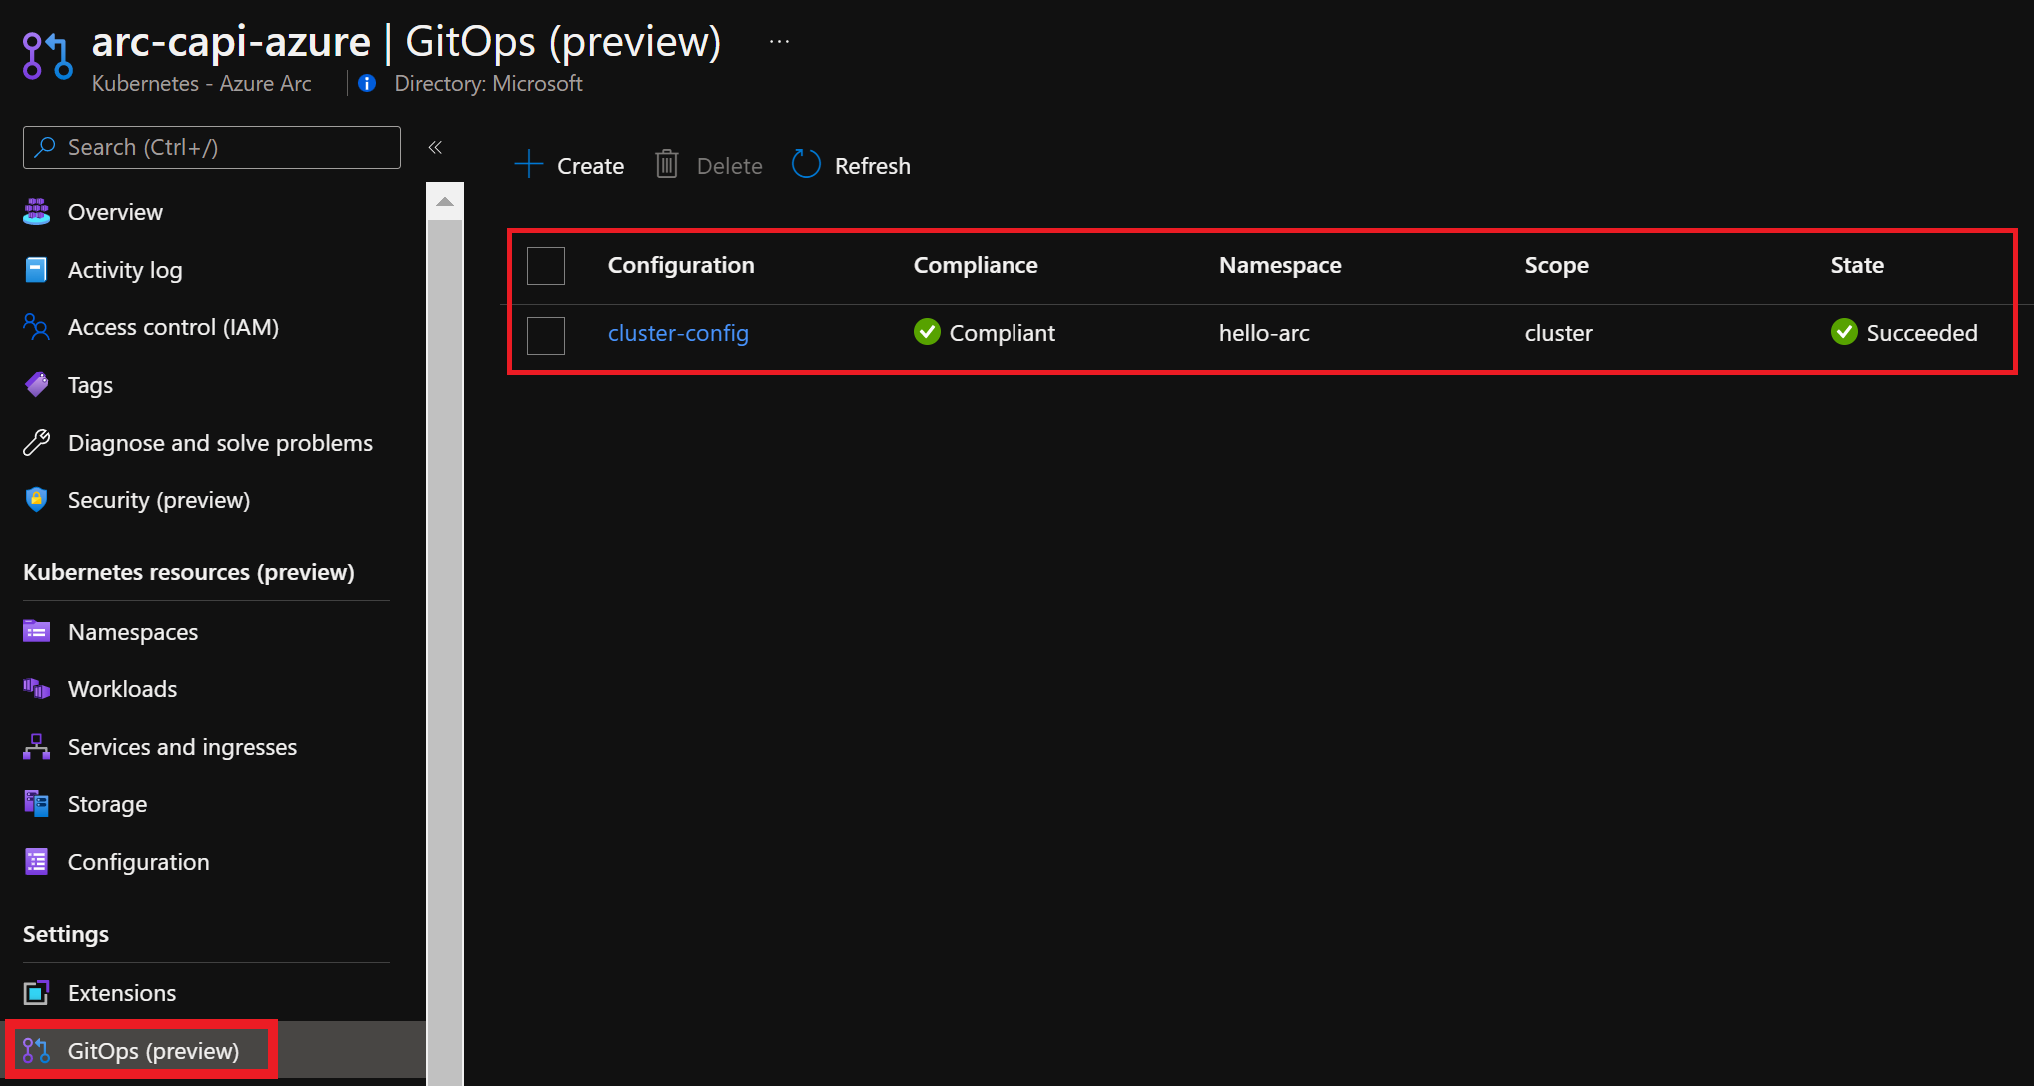 arc-capi-azure | GitOps (preview) ...
Kubernetes - Azure Arc Directory: Microsoft
Search (Ctrl+/) «
Overview
Activity log
Access control (IAM)
Tags
Diagnose and solve problems
Security (preview)
Kubernetes resources (preview)
Namespaces
Workloads
Services and ingresses
Storage
Configuration
Settings
Extensions
GitOps (preview)
Create Delete Refresh
Configuration Compliance Namespace Scope State
cluster-config Compliant hello-arc cluster Succeeded